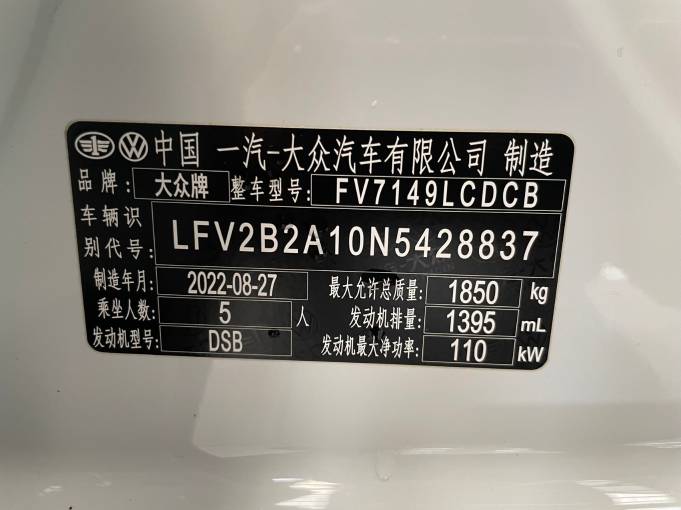 中国 一汽-大众汽车有限公司 制造
品牌: 大众牌 整车型号: FV7149LCDCB
车辆识别代号: LFV2B2A10N5428837
制造年月: 2022-08-27 最大允许总质量: 1850 kg
乘坐人数: 5 人 发动机排量: 1395 mL
发动机型号: DSB 发动机最大净功率: 110 kW